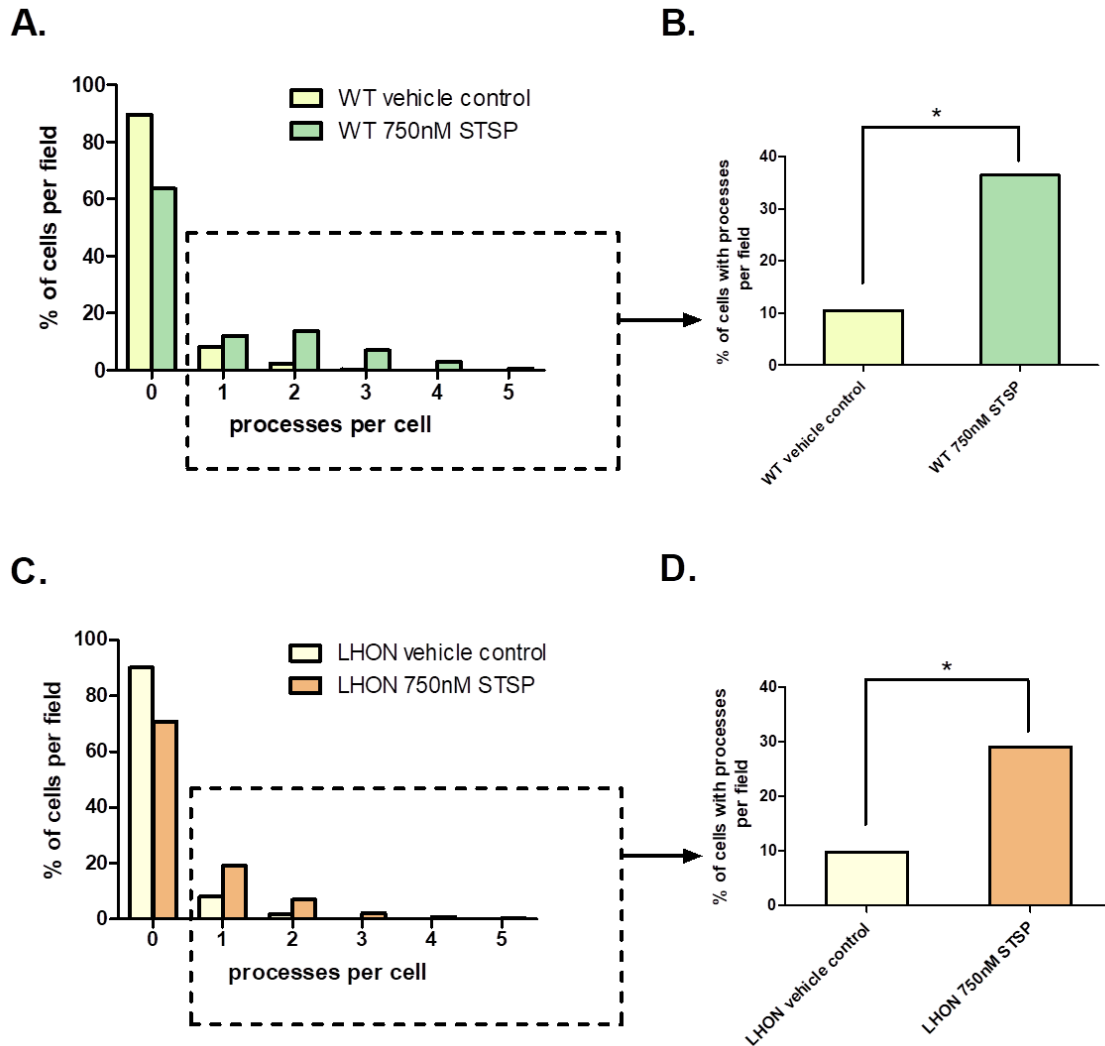 A.
% of cells per field
100
80
60
40
20
0
WT vehicle control
WT 750nM STSP
0 1 2 3 4 5
processes per cell
B.
% of cells with processes
per field
*
40
30
20
10
0
WT vehicle control
WT 750nM STSP
C.
% of cells per field
100
80
60
40
20
0
LHON vehicle control
LHON 750nM STSP
0 1 2 3 4 5
processes per cell
D.
% of cells with processes
per field
*
40
30
20
10
0
LHON vehicle control
LHON 750nM STSP